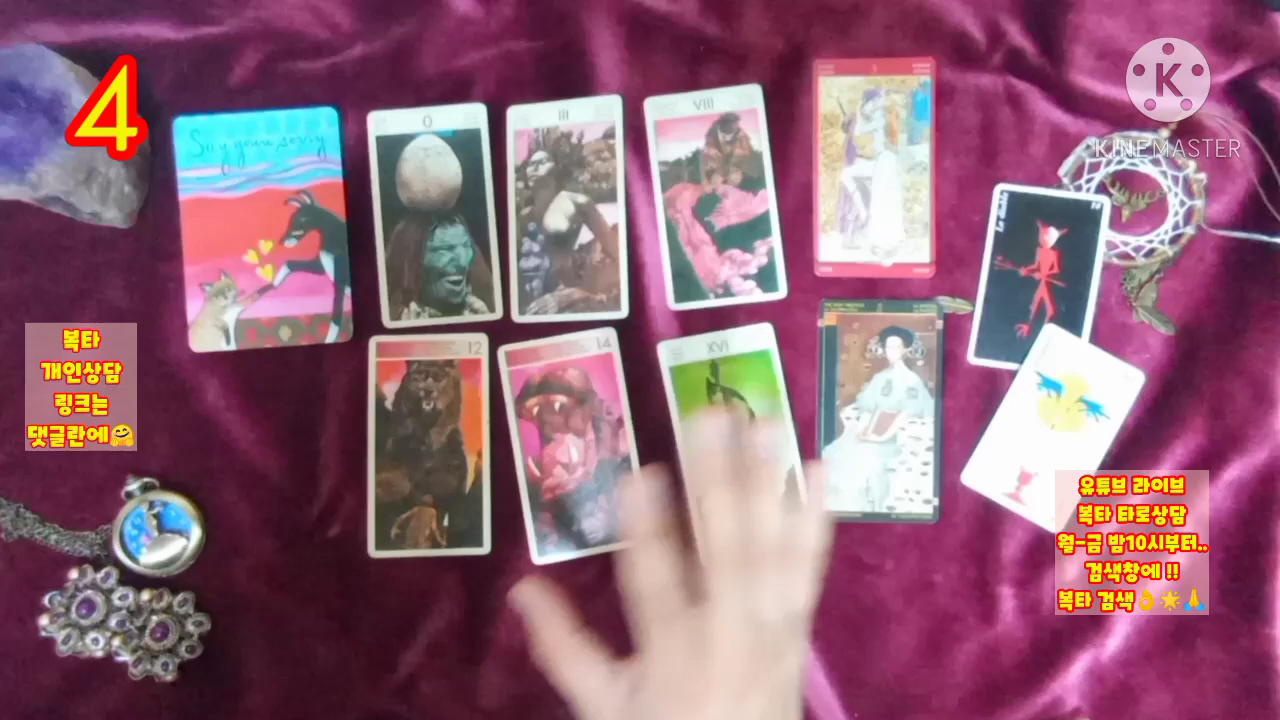 4
Say you're sorry
0
III
VIII
12
14
XVI
Le diable
K
KINEMASTER
복타
개인상담
링크는
댓글란에🤗
유튜브 라이브
복타 타로상담
월-금 밤10시부터..
검색창에 !!
복타 검색👌🌟🙏